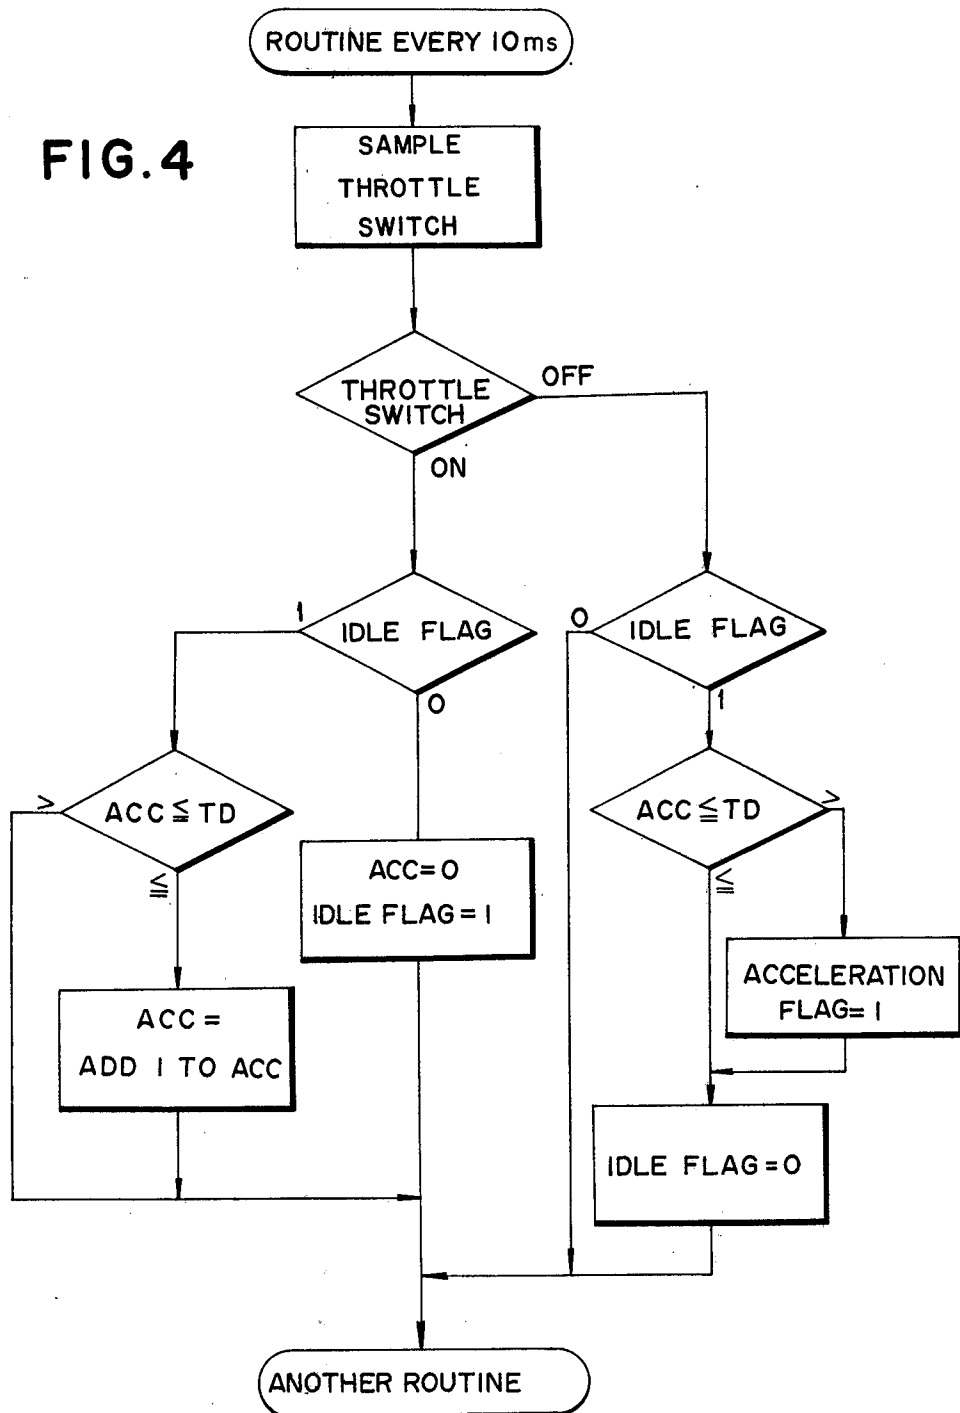 ROUTINE EVERY 10ms
FIG.4
SAMPLE
THROTTLE
SWITCH
THROTTLE
SWITCH
OFF
ON
1
IDLE FLAG
0
0
IDLE FLAG
1
>
ACC≦TD
≦
ACC=0
IDLE FLAG=1
ACC≦TD
>
≦
ACCELERATION
FLAG=1
ACC=
ADD 1 TO ACC
IDLE FLAG=0
ANOTHER ROUTINE